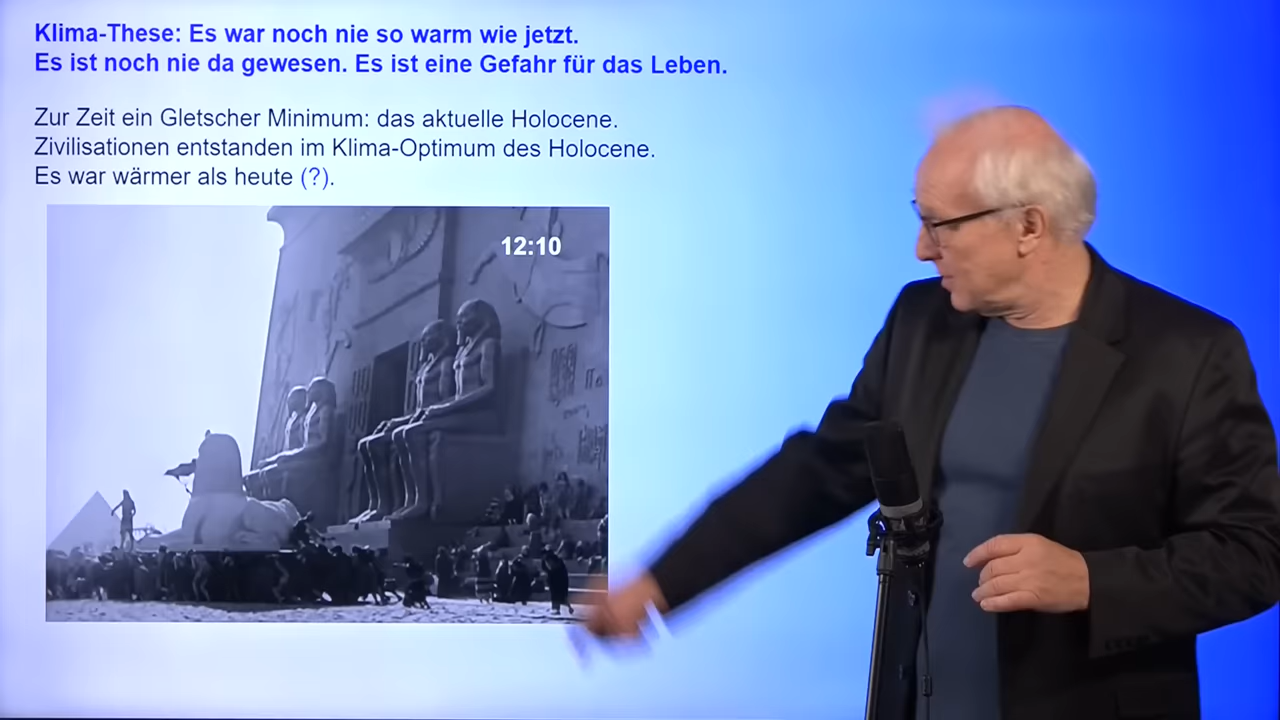 Klima-These: Es war noch nie so warm wie jetzt.
Es ist noch nie da gewesen. Es ist eine Gefahr für das Leben.
Zur Zeit ein Gletscher Minimum: das aktuelle Holocene.
Zivilisationen entstanden im Klima-Optimum des Holocene.
Es war wärmer als heute (?).
12:10